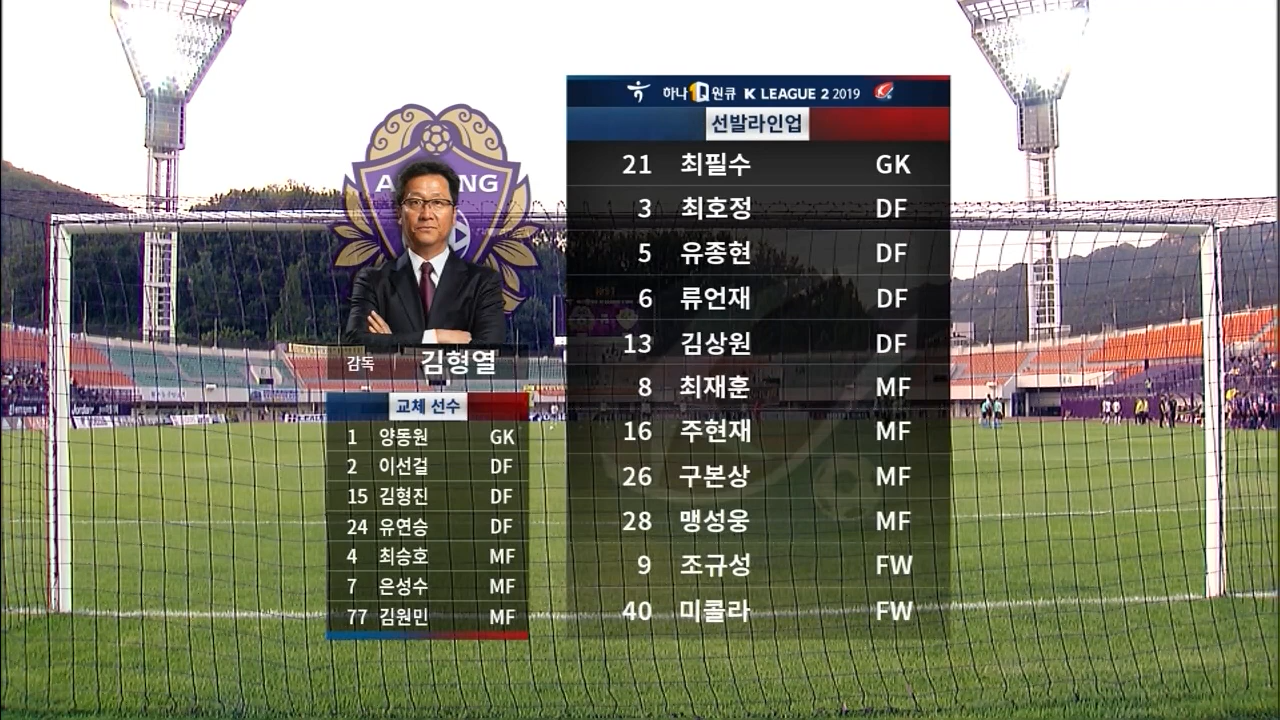 하나1Q원큐 K LEAGUE 2 2019
선발라인업
21 최필수 GK
3 최호정 DF
5 유종현 DF
6 류언재 DF
13 김상원 DF
8 최재훈 MF
16 주현재 MF
26 구본상 MF
28 맹성웅 MF
9 조규성 FW
40 미콜라 FW
감독 김형열
교체 선수
1 양동원 GK
2 이선걸 DF
15 김형진 DF
24 유연승 DF
4 최승호 MF
7 은성수 MF
77 김원민 MF